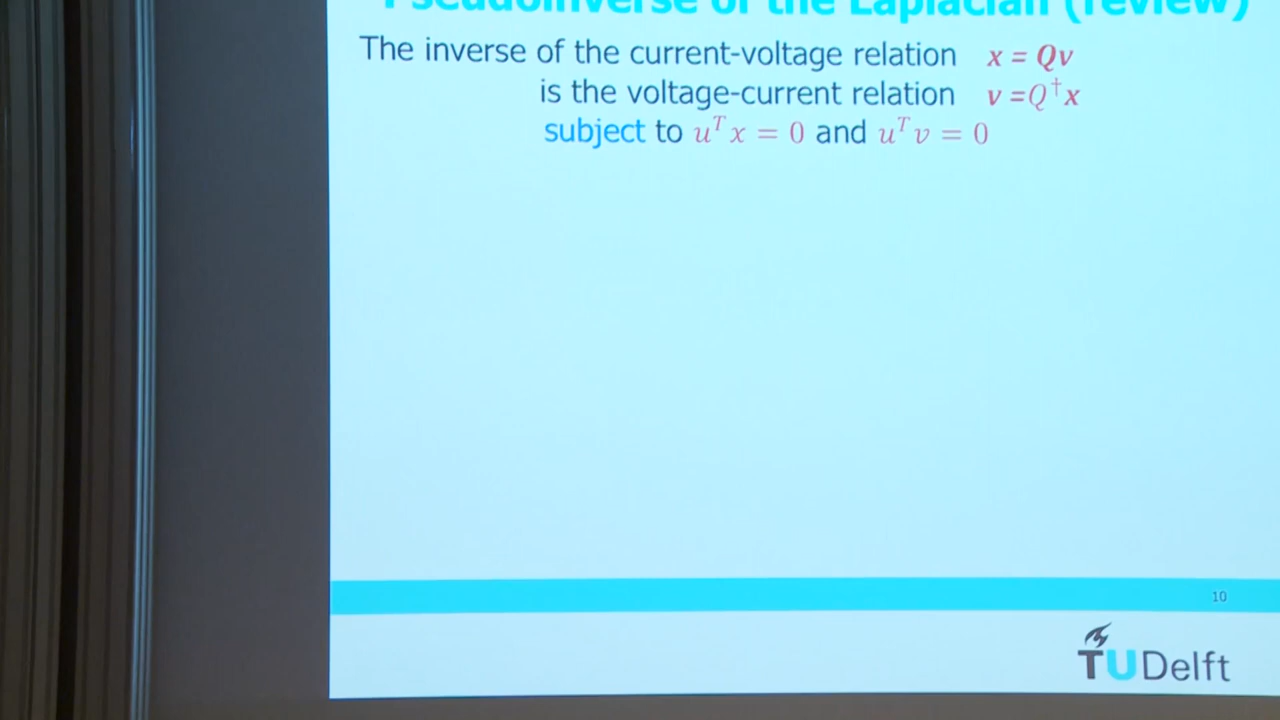 Pseudoinverse of the Laplacian (review)
The inverse of the current-voltage relation x = Qv
is the voltage-current relation v =Q†x
subject to uᵀx = 0 and uᵀv = 0
10
TU Delft